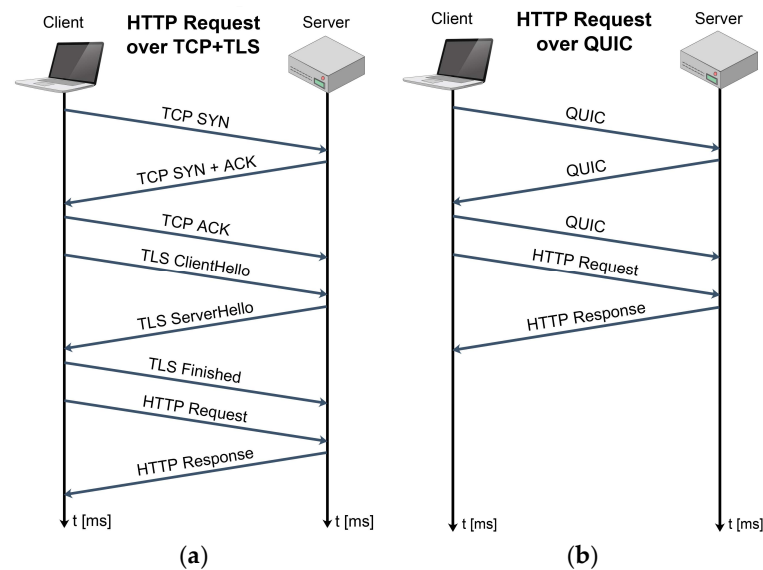 Client
HTTP Request
over TCP+TLS
Server
TCP SYN
TCP SYN + ACK
TCP ACK
TLS ClientHello
TLS ServerHello
TLS Finished
HTTP Request
HTTP Response
t [ms]
t [ms]
(a)
Client
HTTP Request
over QUIC
Server
QUIC
QUIC
QUIC
HTTP Request
HTTP Response
t [ms]
t [ms]
(b)